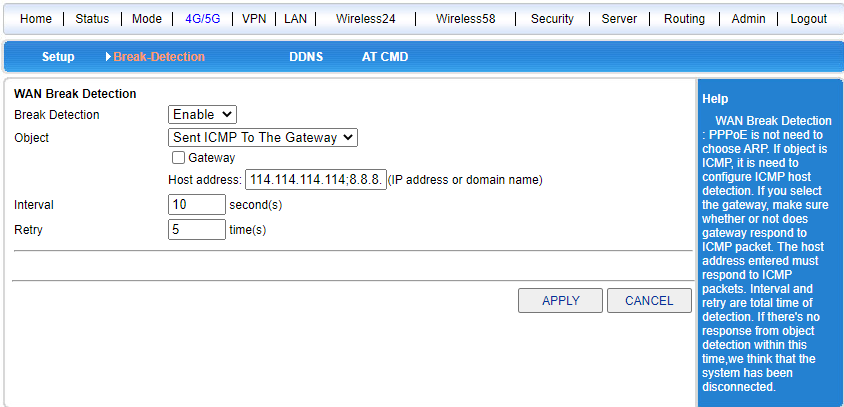 Home Status Mode 4G/5G VPN LAN Wireless24 Wireless58 Security Server Routing Admin Logout
Setup Break-Detection DDNS AT CMD
WAN Break Detection
Break Detection Enable
Object Sent ICMP To The Gateway
Gateway
Host address: 114.114.114.114;8.8.8. (IP address or domain name)
Interval 10 second(s)
Retry 5 time(s)
APPLY CANCEL
Help
WAN Break Detection
: PPPoE is not need to
choose ARP. If object is
ICMP, it is need to
configure ICMP host
detection. If you select
the gateway, make sure
whether or not does
gateway respond to
ICMP packet. The host
address entered must
respond to ICMP
packets. Interval and
retry are total time of
detection. If there's no
response from object
detection within this
time,we think that the
system has been
disconnected.